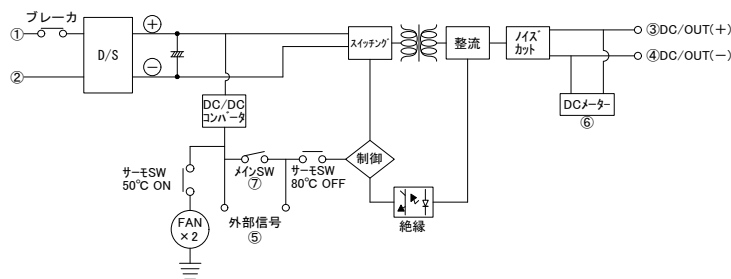 ブレーカ
①
②
D/S
＋
－
スイッチング
整流
ノイズ
カット
③DC/OUT(＋)
④DC/OUT(－)
DCメーター
⑥
DC/DC
コンバータ
サーモSW
50℃ ON
メインSW
⑦
サーモSW
80℃ OFF
制御
外部信号
⑤
絶縁
FAN
×2